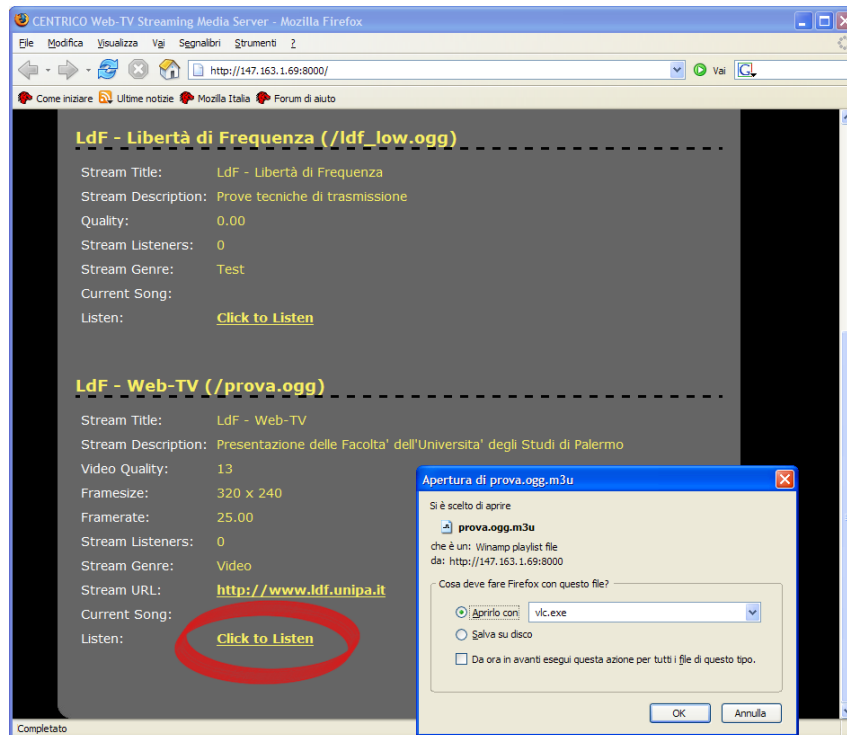 CENTRICO Web-TV Streaming Media Server - Mozilla Firefox
File Modifica Visualizza Vai Segnalibri Strumenti ?
http://147.163.1.69:8000/ Vai G
Come iniziare Ultime notizie Mozilla Italia Forum di aiuto
LdF - Libertà di Frequenza (/ldf_low.ogg)
Stream Title: LdF - Libertà di Frequenza
Stream Description: Prove tecniche di trasmissione
Quality: 0.00
Stream Listeners: 0
Stream Genre: Test
Current Song:
Listen: Click to Listen
LdF - Web-TV (/prova.ogg)
Stream Title: LdF - Web-TV
Stream Description: Presentazione delle Facolta' dell'Universita' degli Studi di Palermo
Video Quality: 13
Framesize: 320 x 240
Framerate: 25.00
Stream Listeners: 0
Stream Genre: Video
Stream URL: http://www.ldf.unipa.it
Current Song:
Listen: Click to Listen
Apertura di prova.ogg.m3u
Si è scelto di aprire
prova.ogg.m3u
che è un: Winamp playlist file
da: http://147.163.1.69:8000
Cosa deve fare Firefox con questo file?
Aprirlo con vlc.exe
Salva su disco
Da ora in avanti esegui questa azione per tutti i file di questo tipo.
OK Annulla
Completato